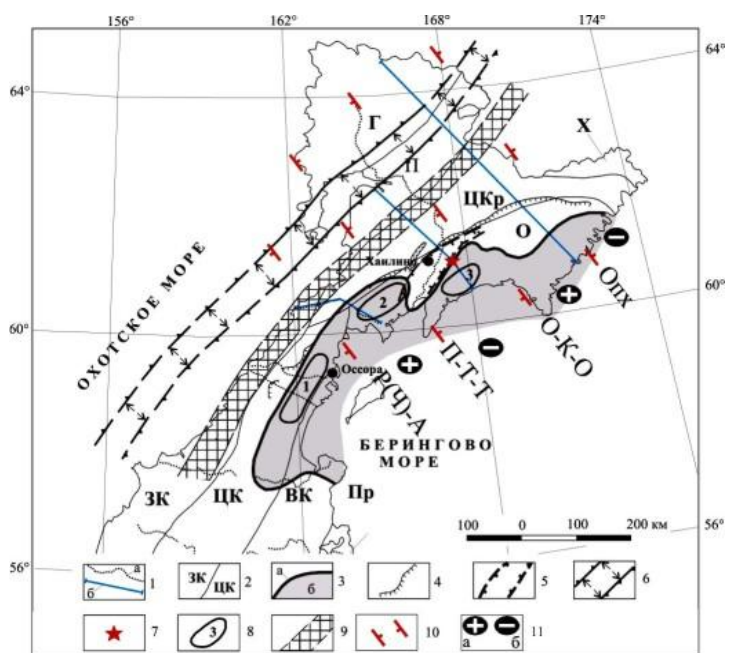 156° 162° 168° 174°
64° 64°
Г
Х
П
ЦКр
О
Хаилино
3
Опх
60° 60°
2
О-К-О
ОХОТСКОЕ МОРЕ
П-Т-Т
Оссора
1
Р(Ч)-А
БЕРИНГОВО
МОРЕ
ЗК ЦК ВК Пр
100 0 100 200 км
56° 56°
а б 1 ЗК ЦК 2 а б 3 4 5 6
7 3 8 9 10 а б 11